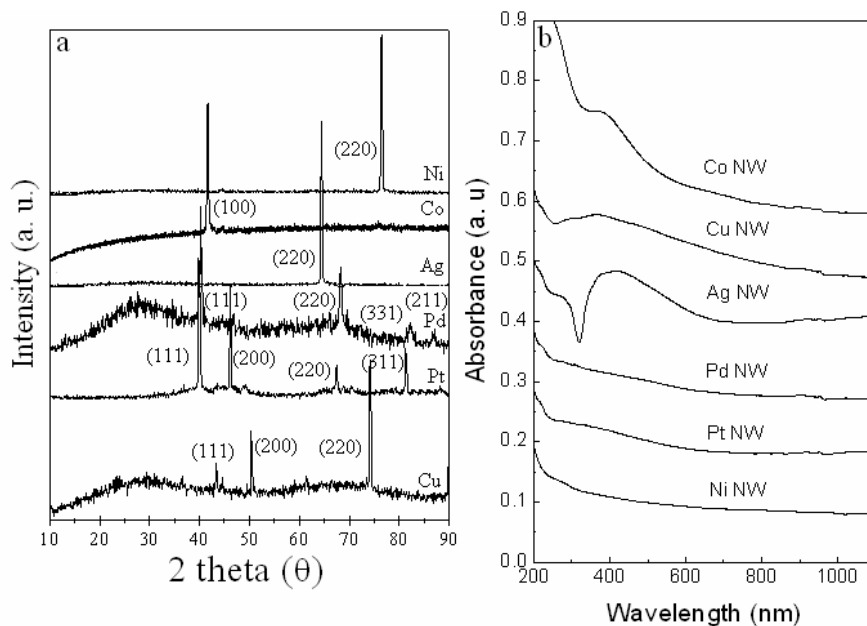 a
Intensity (a. u.)
(220)
Ni
Co
(100)
(220)
Ag
(111)
(220)
(331)
(211)
Pd
(111)
(200)
(220)
(311)
Pt
(111)
(200)
(220)
Cu
10 20 30 40 50 60 70 80 90
2 theta (θ)
b
Absorbance (a. u)
0.9
0.8
0.7
0.6
0.5
0.4
0.3
0.2
0.1
0.0
Co NW
Cu NW
Ag NW
Pd NW
Pt NW
Ni NW
200 400 600 800 1000
Wavelength (nm)